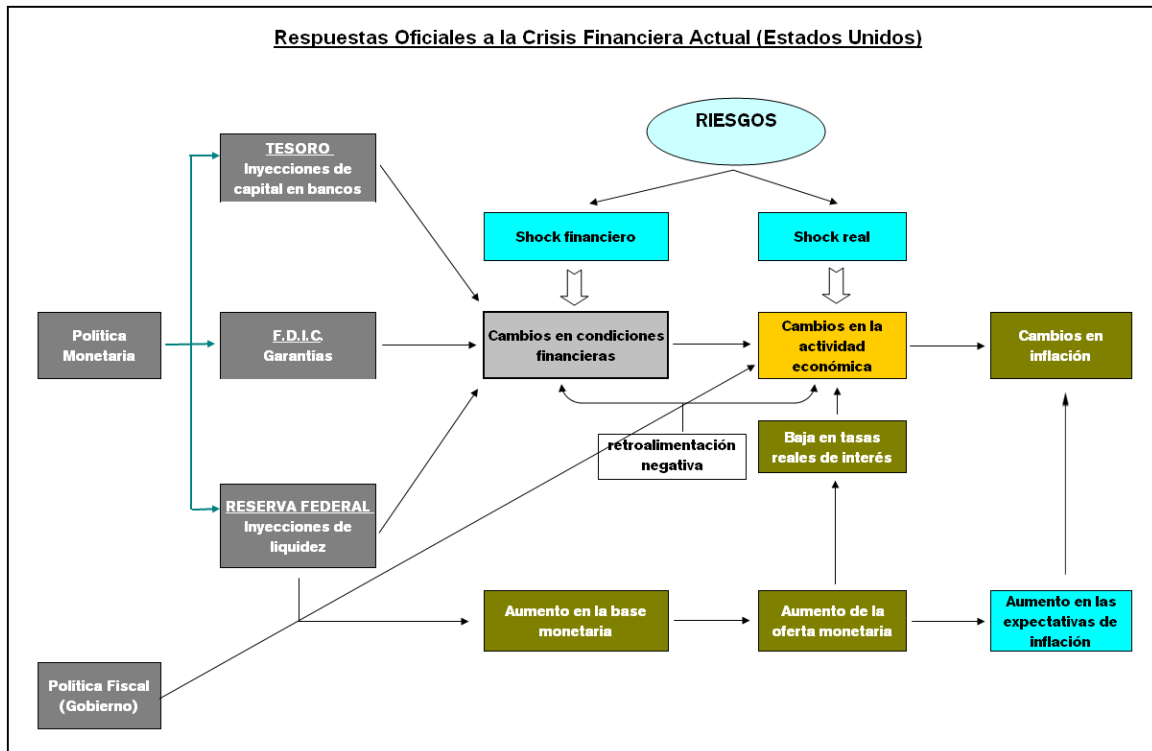 Respuestas Oficiales a la Crisis Financiera Actual (Estados Unidos)
RIESGOS
TESORO
Inyecciones de
capital en bancos
Shock financiero
Shock real
Política
Monetaria
F.D.I.C.
Garantías
Cambios en condiciones
financieras
Cambios en la
actividad
económica
Cambios en
inflación
retroalimentación
negativa
Baja en tasas
reales de interés
RESERVA FEDERAL
Inyecciones de
liquidez
Aumento en la base
monetaria
Aumento de la
oferta monetaria
Aumento en las
expectativas de
inflación
Política Fiscal
(Gobierno)